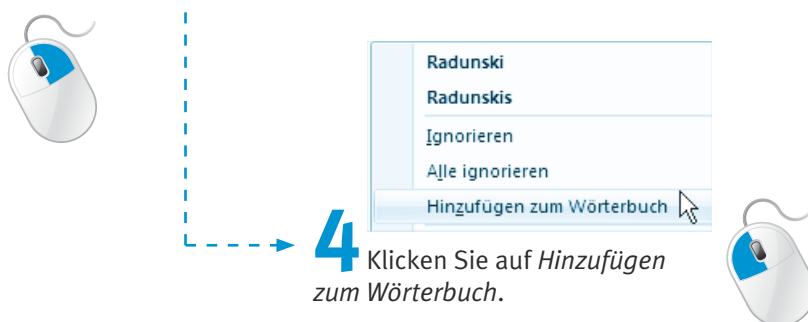 Radunski
Radunskis
Ignorieren
Alle ignorieren
Hinzufügen zum Wörterbuch
4
Klicken Sie auf Hinzufügen
zum Wörterbuch.